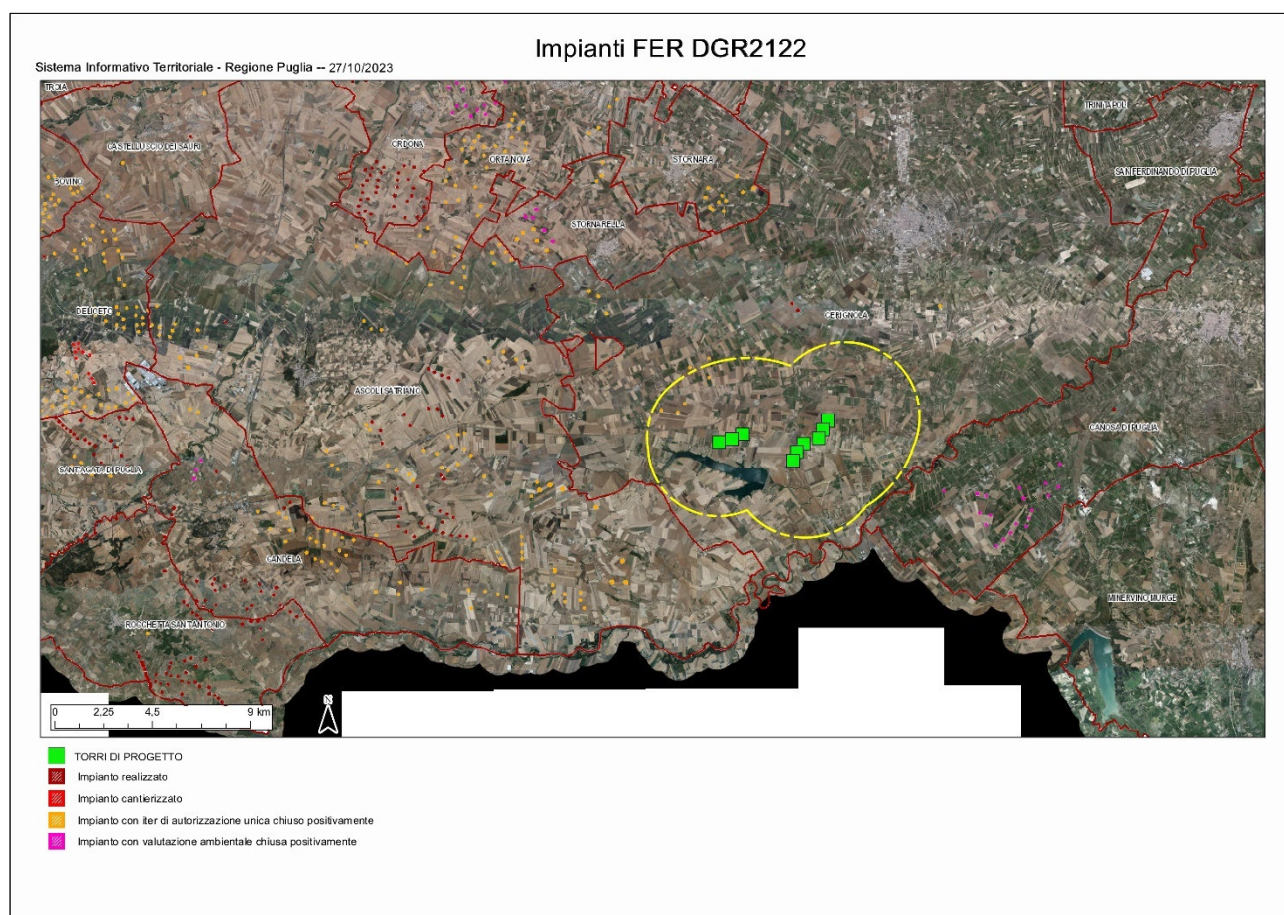 Impianti FER DGR2122
Sistema Informativo Territoriale - Regione Puglia -- 27/10/2023
TROIA
TRINITAPOLI
CASTELLUCCIO DEI SAURI
ORDONA
ORTA NOVA
STORNARA
SAN FERDINANDO DI PUGLIA
BOVINO
STORNARELLA
DELICETO
CERIGNOLA
ASCOLI SATRIANO
CANOSA DI PUGLIA
SANT'AGATA DI PUGLIA
CANDELA
MINERVINO MURGE
ROCCHETTA SANT'ANTONIO
N
0 2,25 4,5 9 km
TORRI DI PROGETTO
Impianto realizzato
Impianto cantierizzato
Impianto con iter di autorizzazione unica chiuso positivamente
Impianto con valutazione ambientale chiusa positivamente